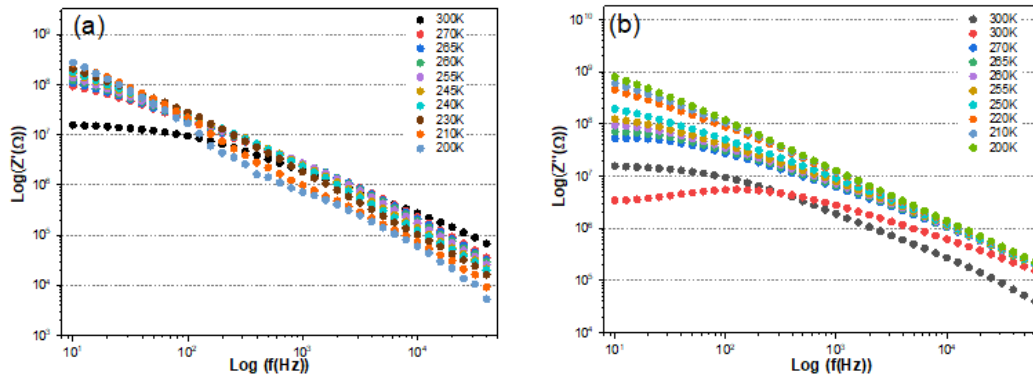 (a)
Log(Z'(Ω))
10⁹
10⁸
10⁷
10⁶
10⁵
10⁴
10³
300K
270K
265K
260K
255K
245K
240K
230K
210K
200K
10¹ 10² 10³ 10⁴
Log (f(Hz))
(b)
Log(Z"(Ω))
10¹⁰
10⁹
10⁸
10⁷
10⁶
10⁵
10⁴
300K
300K
270K
265K
260K
255K
250K
220K
210K
200K
10¹ 10² 10³ 10⁴
Log (f(Hz))